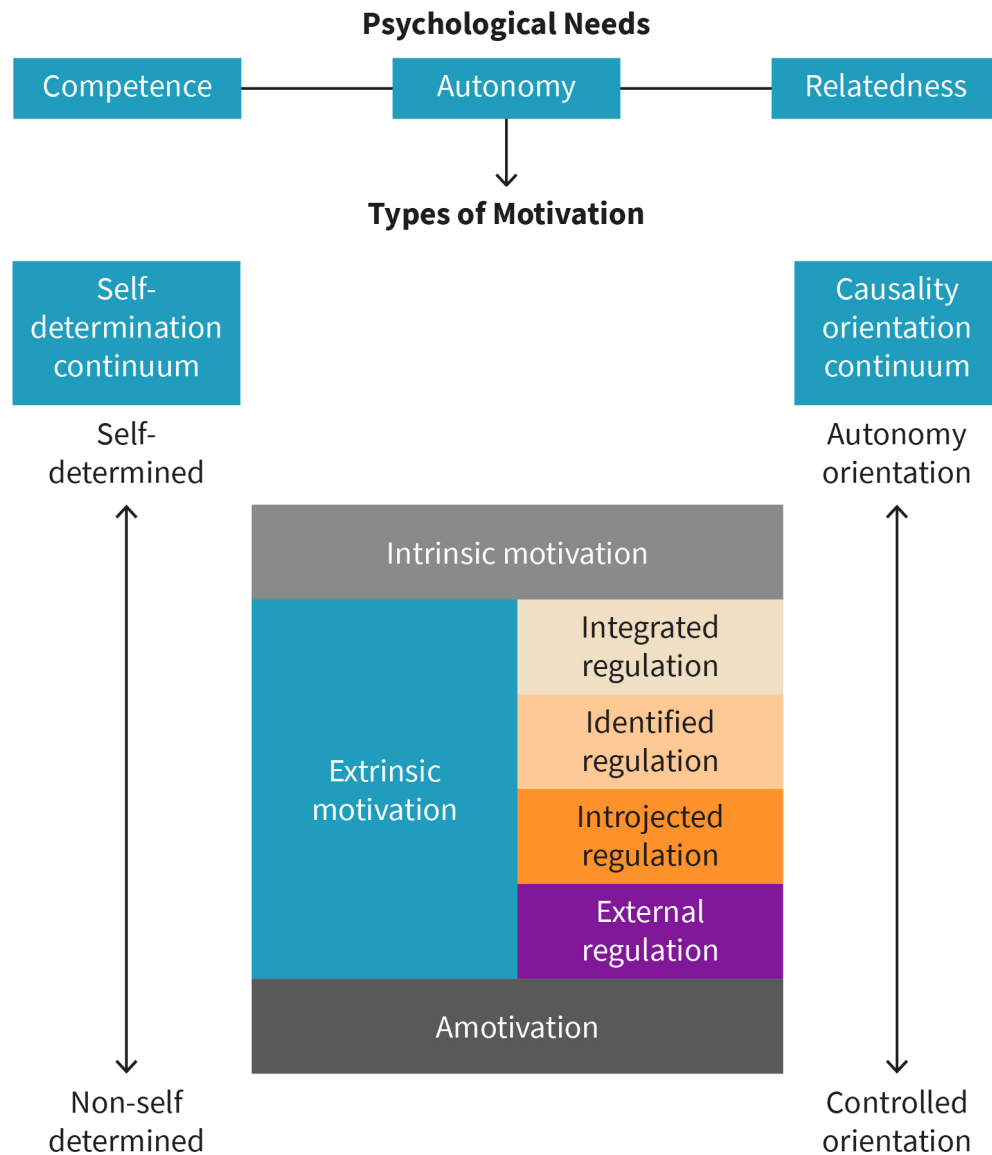 Psychological Needs
Competence
Autonomy
Relatedness
Types of Motivation
Self-
determination
continuum
Causality
orientation
continuum
Self-
determined
Autonomy
orientation
Intrinsic motivation
Extrinsic
motivation
Integrated
regulation
Identified
regulation
Introjected
regulation
External
regulation
Amotivation
Non-self
determined
Controlled
orientation